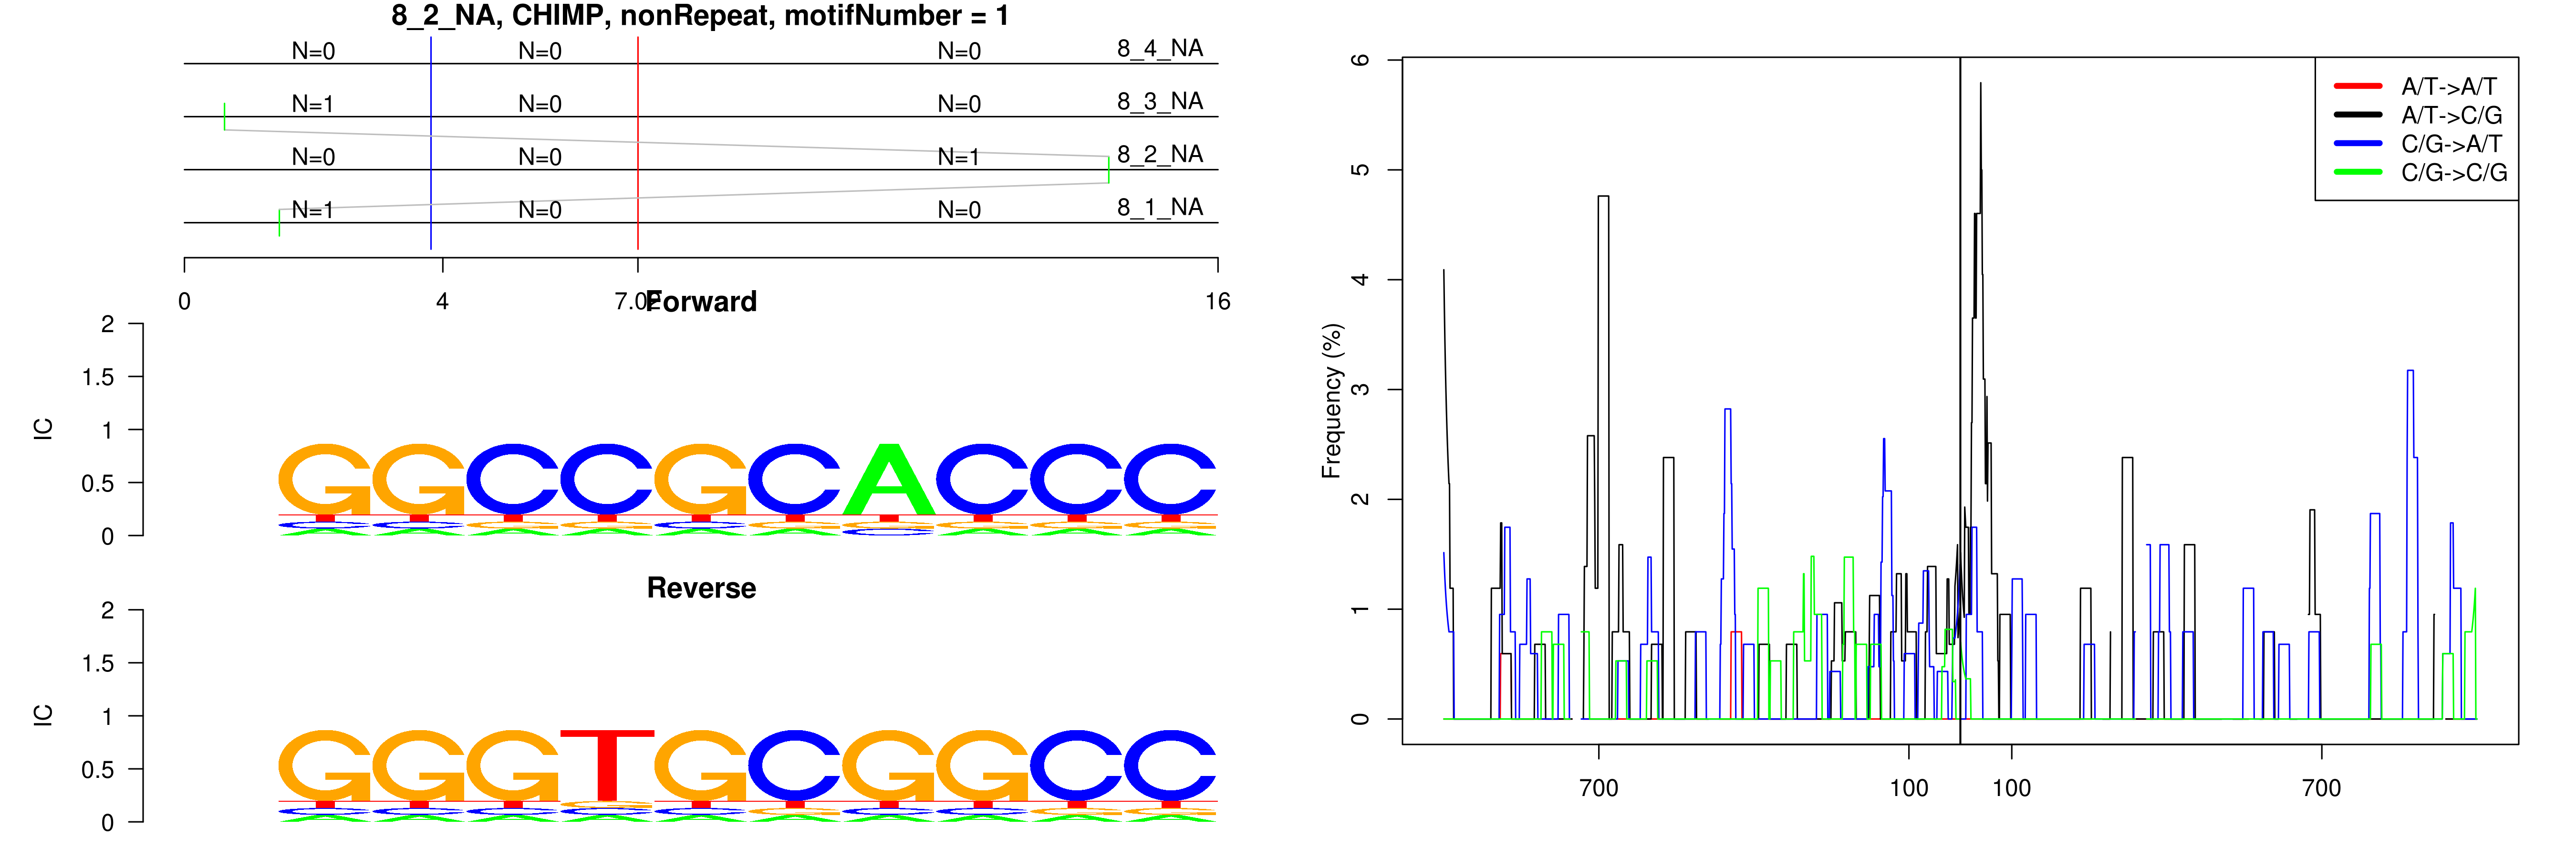 8_2_NA, CHIMP, nonRepeat, motifNumber = 1
N=0 N=0 N=0 8_4_NA
N=1 N=0 N=0 8_3_NA
N=0 N=0 N=1 8_2_NA
N=1 N=0 N=0 8_1_NA
0 4 7.02 16
Forward
IC
2
1.5
1
0.5
0
GGCCGCACCC
Reverse
IC
2
1.5
1
0.5
0
GGGTGCGGCC
Frequency (%)
6
5
4
3
2
1
0
700 100 100 700
A/T->A/T
A/T->C/G
C/G->A/T
C/G->C/G